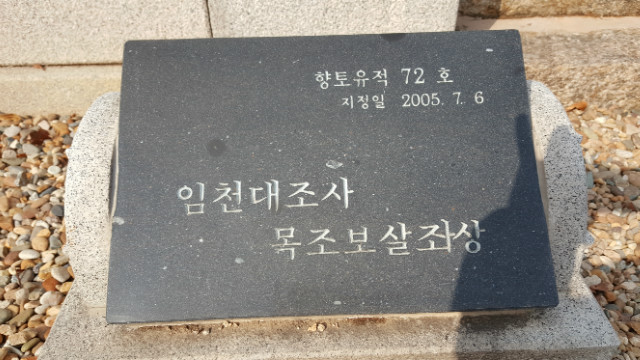 향토유적 72 호
지정일 2005. 7. 6
임천대조사
목조보살좌상